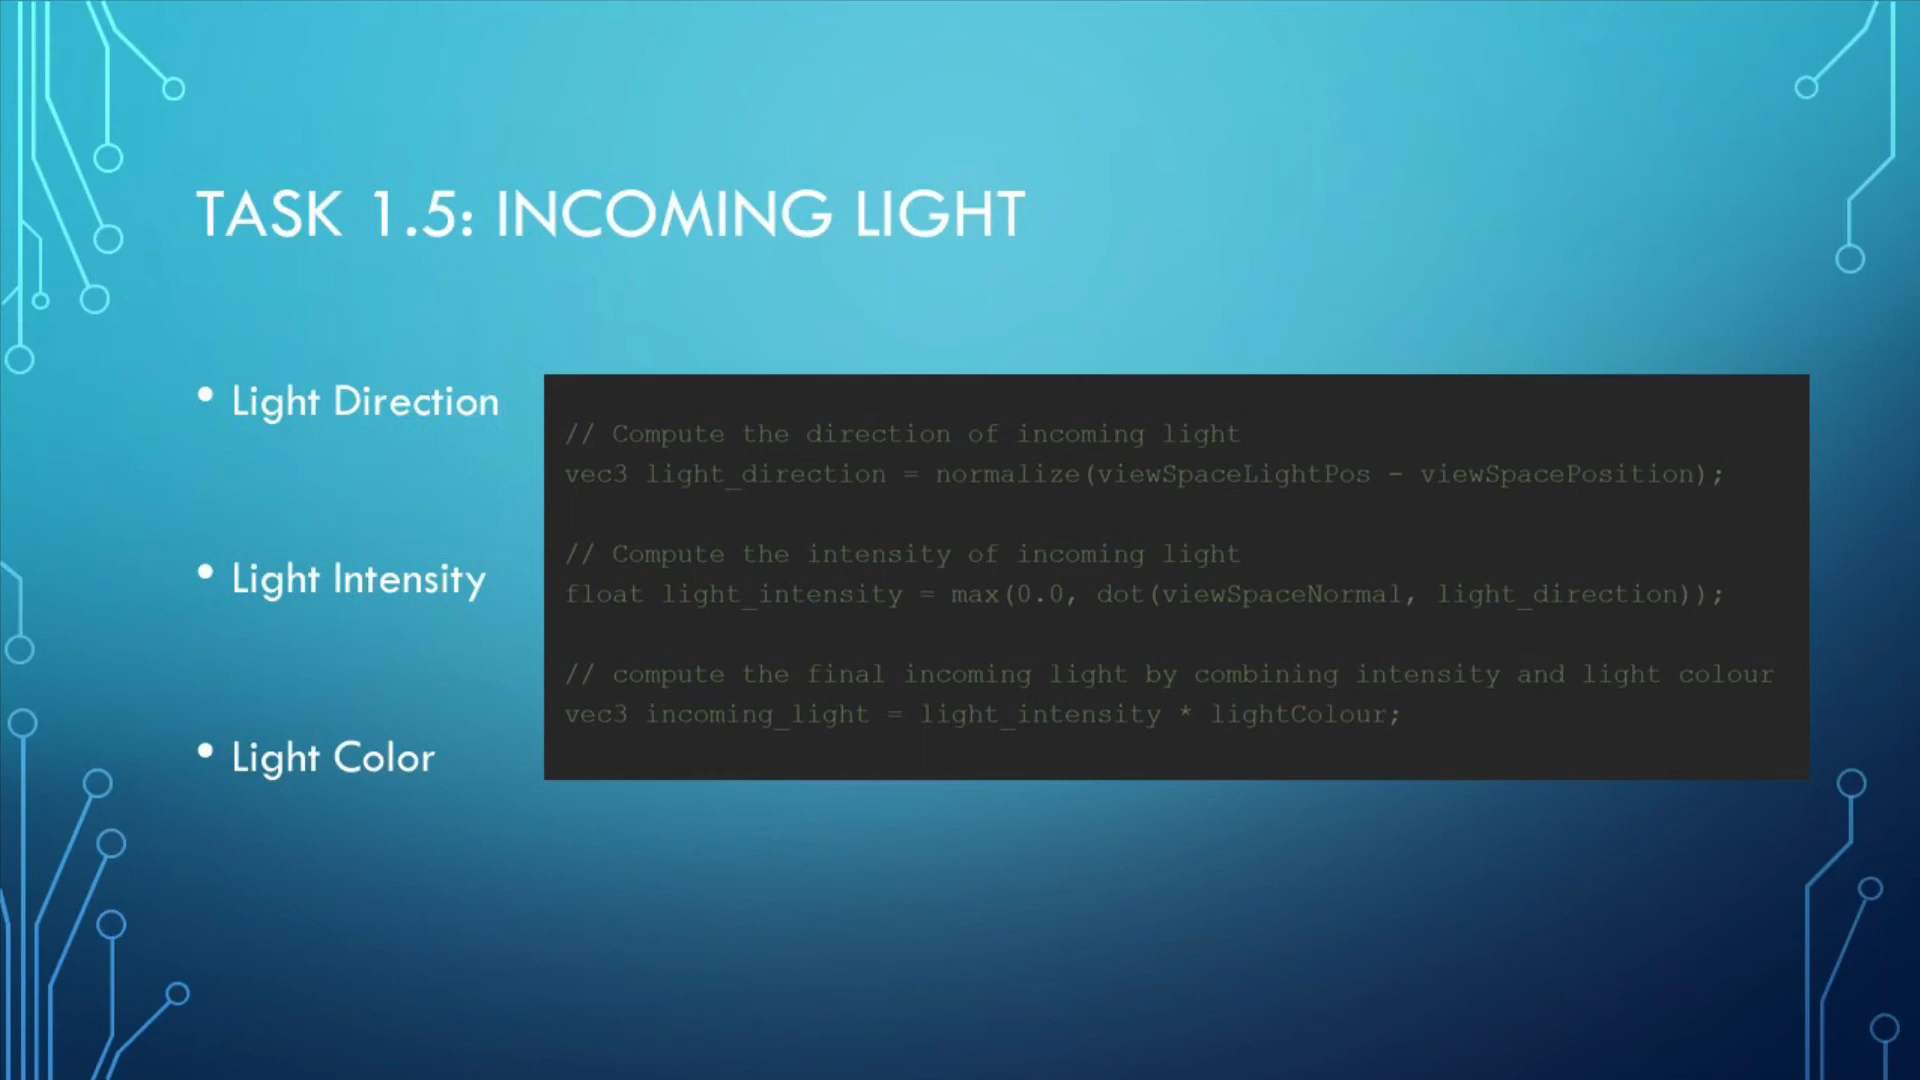 TASK 1.5: INCOMING LIGHT
• Light Direction
• Light Intensity
• Light Color
// Compute the direction of incoming light
vec3 light_direction = normalize(viewSpaceLightPos - viewSpacePosition);
// Compute the intensity of incoming light
float light_intensity = max(0.0, dot(viewSpaceNormal, light_direction));
// compute the final incoming light by combining intensity and light colour
vec3 incoming_light = light_intensity * lightColour;